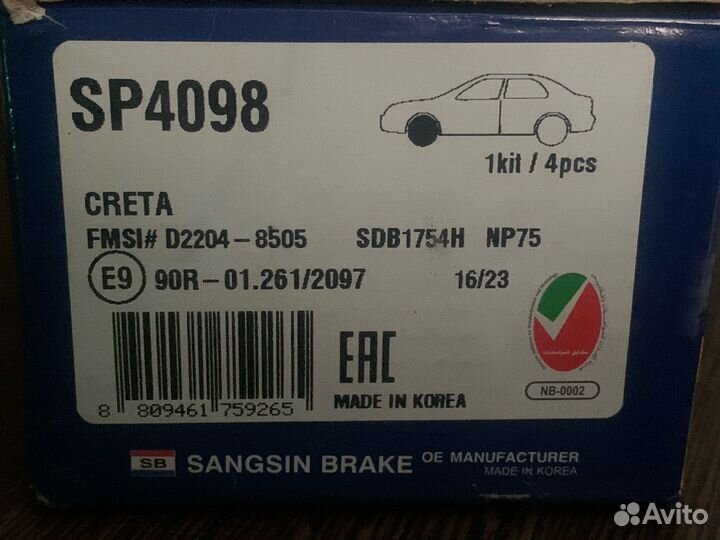 SP4098
1kit / 4pcs
CRETA
FMSI# D2204-8505 SDB1754H NP75
E9 90R-01.261/2097 16/23
8 809461 759265
EAC
MADE IN KOREA
NB-0002
SB SANGSIN BRAKE OE MANUFACTURER
MADE IN KOREA
Avito